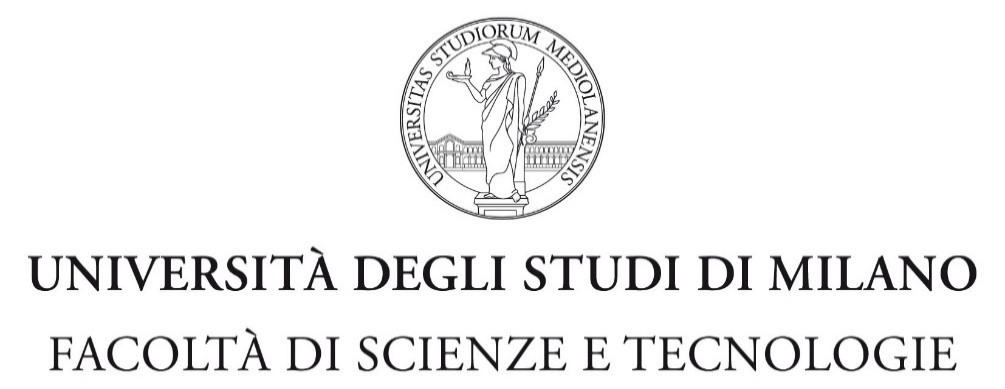 UNIVERSITAS STUDIORUM MEDIOLANENSIS
UNIVERSITÀ DEGLI STUDI DI MILANO
FACOLTÀ DI SCIENZE E TECNOLOGIE